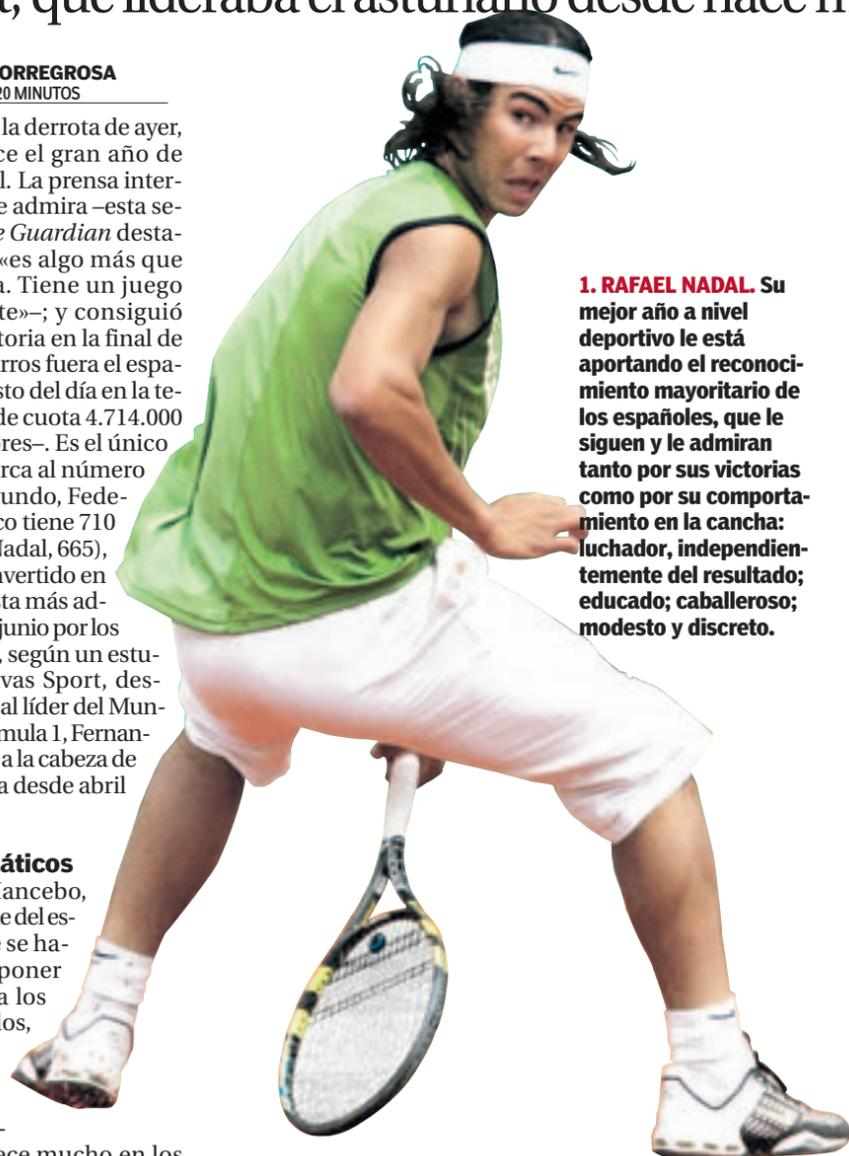 t, que lideraba el asturiano desde hace m
ORREGROSA
20 MINUTOS
la derrota de ayer,
ce el gran año de
l. La prensa inter-
e admira –esta se-
e Guardian desta-
«es algo más que
a. Tiene un juego
te»–; y consiguió
toria en la final de
rros fuera el espa-
sto del día en la te-
de cuota 4.714.000
ores–. Es el único
rca al número
undo, Fede-
co tiene 710
Nadal, 665),
nvertido en
sta más ad-
junio por los
, según un estu-
vas Sport, des-
al líder del Mun-
mula 1, Fernan-
a la cabeza de
a desde abril
áticos
Mancebo,
e del es-
e se ha-
poner
a los
los,
–
ece mucho en los
1. RAFAEL NADAL. Su
mejor año a nivel
deportivo le está
aportando el reconoci-
miento mayoritario de
los españoles, que le
siguen y le admiran
tanto por sus victorias
como por su comporta-
miento en la cancha:
luchador, independien-
temente del resultado;
educado; caballeroso;
modesto y discreto.